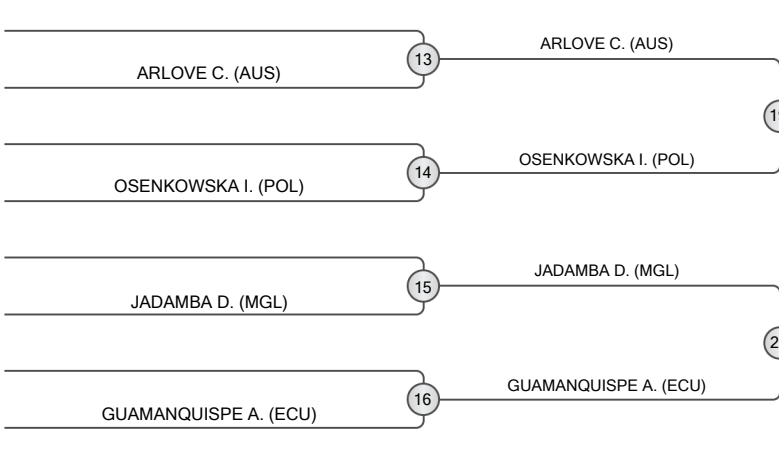 ARLOVE C. (AUS)
13
ARLOVE C. (AUS)
OSENKOWSKA I. (POL)
14
OSENKOWSKA I. (POL)
JADAMBA D. (MGL)
15
JADAMBA D. (MGL)
GUAMANQUISPE A. (ECU)
16
GUAMANQUISPE A. (ECU)